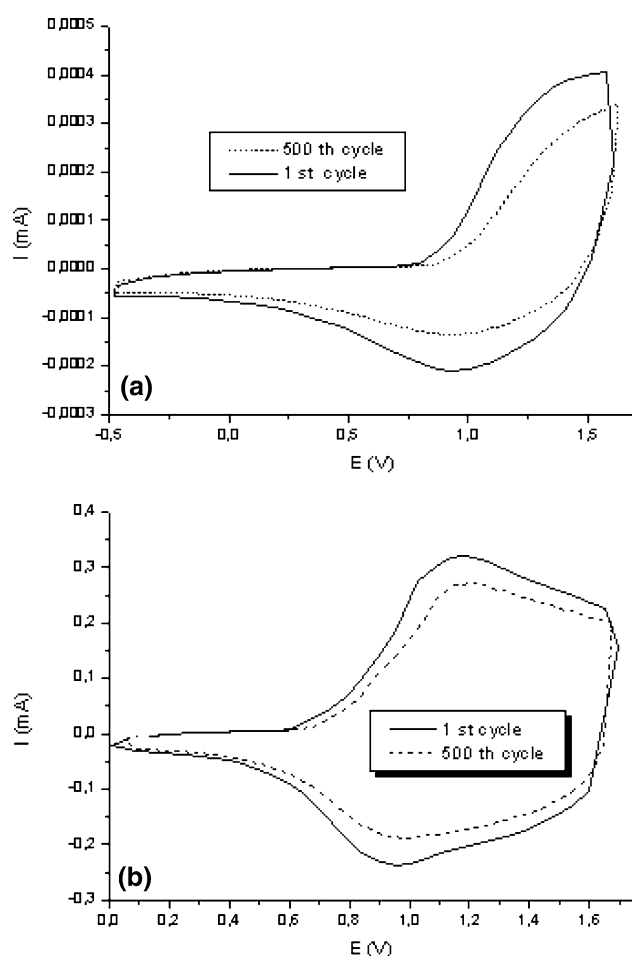 0,0005
0,0004
0,0003
0,0002
0,0001
0,0000
-0,0001
-0,0002
-0,0003
I (mA)
500 th cycle
1 st cycle
(a)
-0,5 0,0 0,5 1,0 1,5
E (V)
0,4
0,3
0,2
0,1
0,0
-0,1
-0,2
-0,3
I (mA)
1 st cycle
500 th cycle
(b)
0,0 0,2 0,4 0,6 0,8 1,0 1,2 1,4 1,6
E (V)